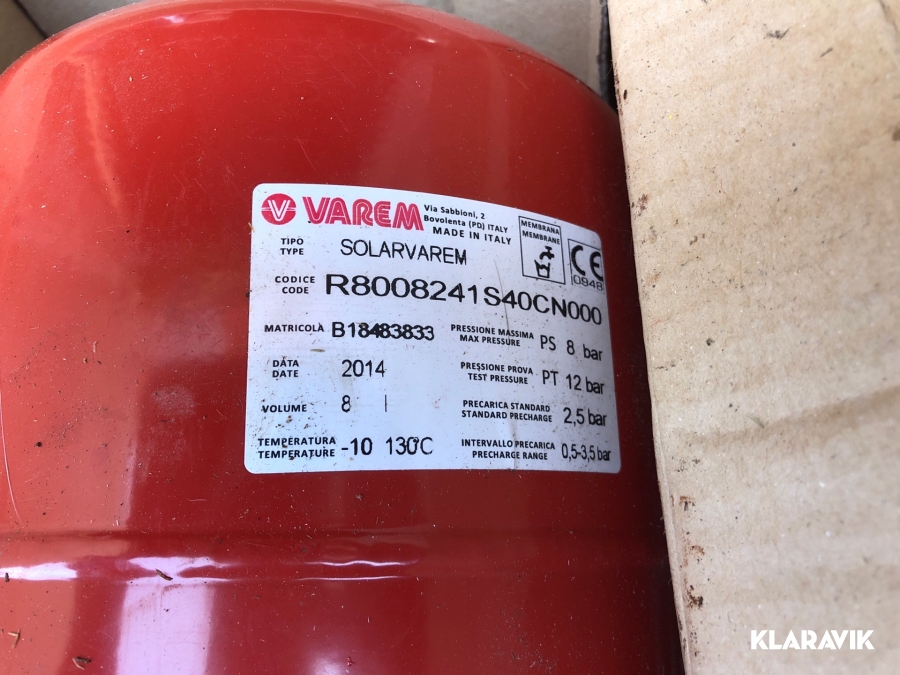 VAREM
Via Sabbioni, 2
Bovolenta (PD) ITALY
MADE IN ITALY
MEMBRANA
MEMBRANE
CE
0948
TIPO
TYPE
SOLARVAREM
CODICE
CODE
R8008241S40CN000
MATRICOLA B18483833
PRESSIONE MASSIMA
MAX PRESSURE
PS 8 bar
DATA
DATE
2014
PRESSIONE PROVA
TEST PRESSURE
PT 12 bar
VOLUME 8 l
PRECARICA STANDARD
STANDARD PRECHARGE
2,5 bar
TEMPERATURA
TEMPERATURE
-10 130°C
INTERVALLO PRECARICA
PRECHARGE RANGE
0,5-3,5 bar
KLARAVIK